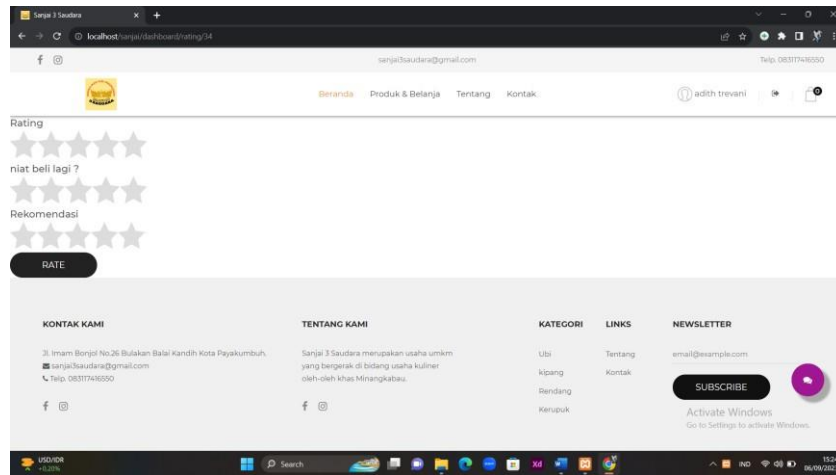 Sanjai 3 Saudara
localhost/sanjai/dashboard/rating/34
sanjai3saudara@gmail.com
Telp. 083117416550
Beranda Produk & Belanja Tentang Kontak
adith trevani
0
Rating
niat beli lagi ?
Rekomendasi
RATE
KONTAK KAMI
Jl. Imam Bonjol No.26 Bulakan Balai Kandih Kota Payakumbuh.
sanjai3saudara@gmail.com
Telp. 083117416550
TENTANG KAMI
Sanjai 3 Saudara merupakan usaha umkm
yang bergerak di bidang usaha kuliner
oleh-oleh khas Minangkabau.
KATEGORI
Ubi
kipang
Rendang
Kerupuk
LINKS
Tentang
Kontak
NEWSLETTER
email@example.com
SUBSCRIBE
Activate Windows
Go to Settings to activate Windows.
USD/IDR
+0,20%
Search
Xd
IND